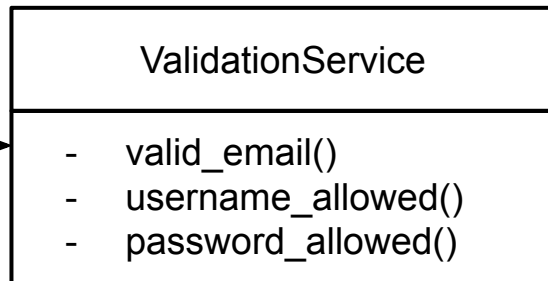 ValidationService
- valid_email()
- username_allowed()
- password_allowed()